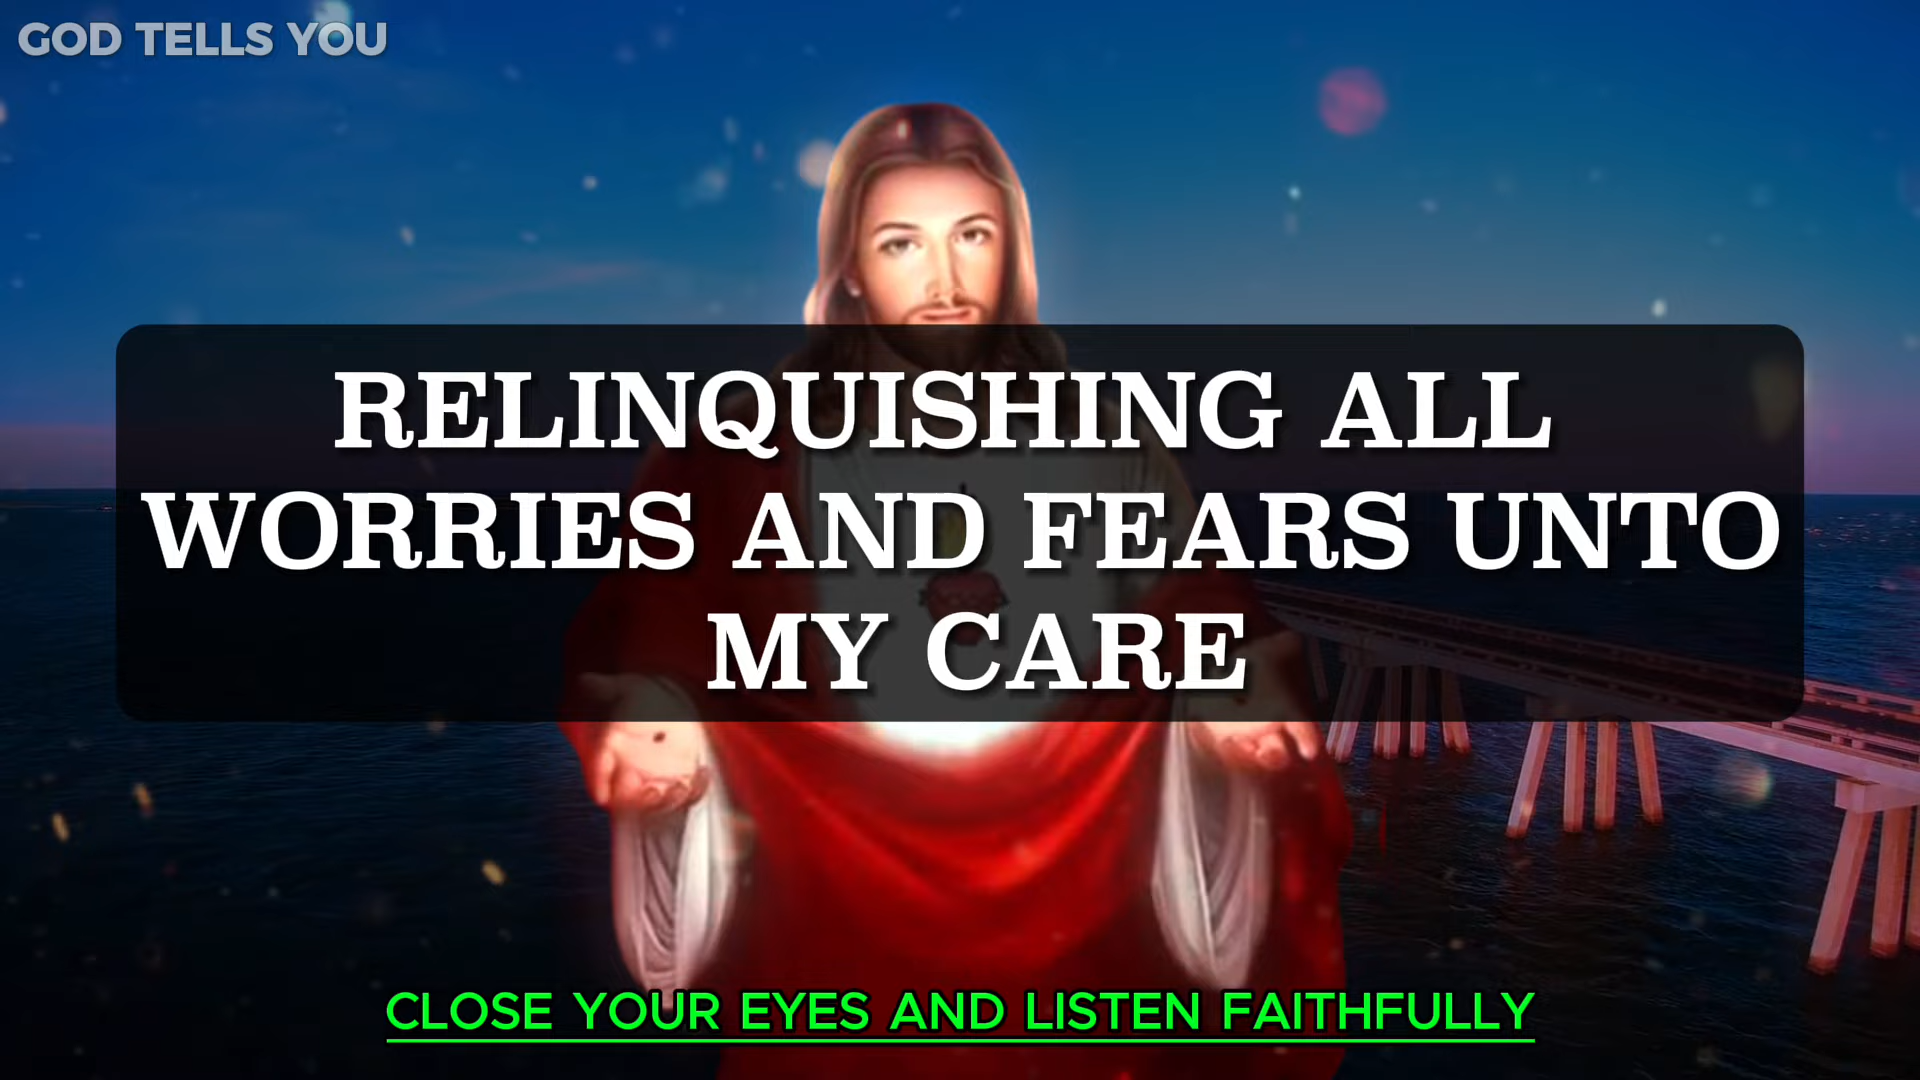 GOD TELLS YOU
RELINQUISHING ALL
WORRIES AND FEARS UNTO
MY CARE
CLOSE YOUR EYES AND LISTEN FAITHFULLY